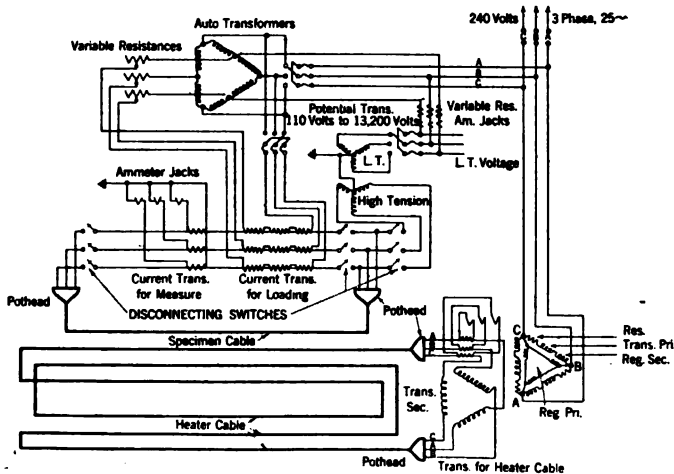 240 Volts
3 Phase, 25~
Auto Transformers
Variable Resistances
A
B
C
Potential Trans.
110 Volts to 13,200 Volts
Variable Res.
Am. Jacks
L.T.
L.T. Voltage
Ammeter Jacks
High Tension
Current Trans.
for Measure
Current Trans.
for Loading
Pothead
DISCONNECTING SWITCHES
Pothead
Specimen Cable
C
Res.
Trans. Pri
Reg. Sec.
B
A
Reg Pri.
Trans.
Sec.
Heater Cable
Pothead
Trans. for Heater Cable